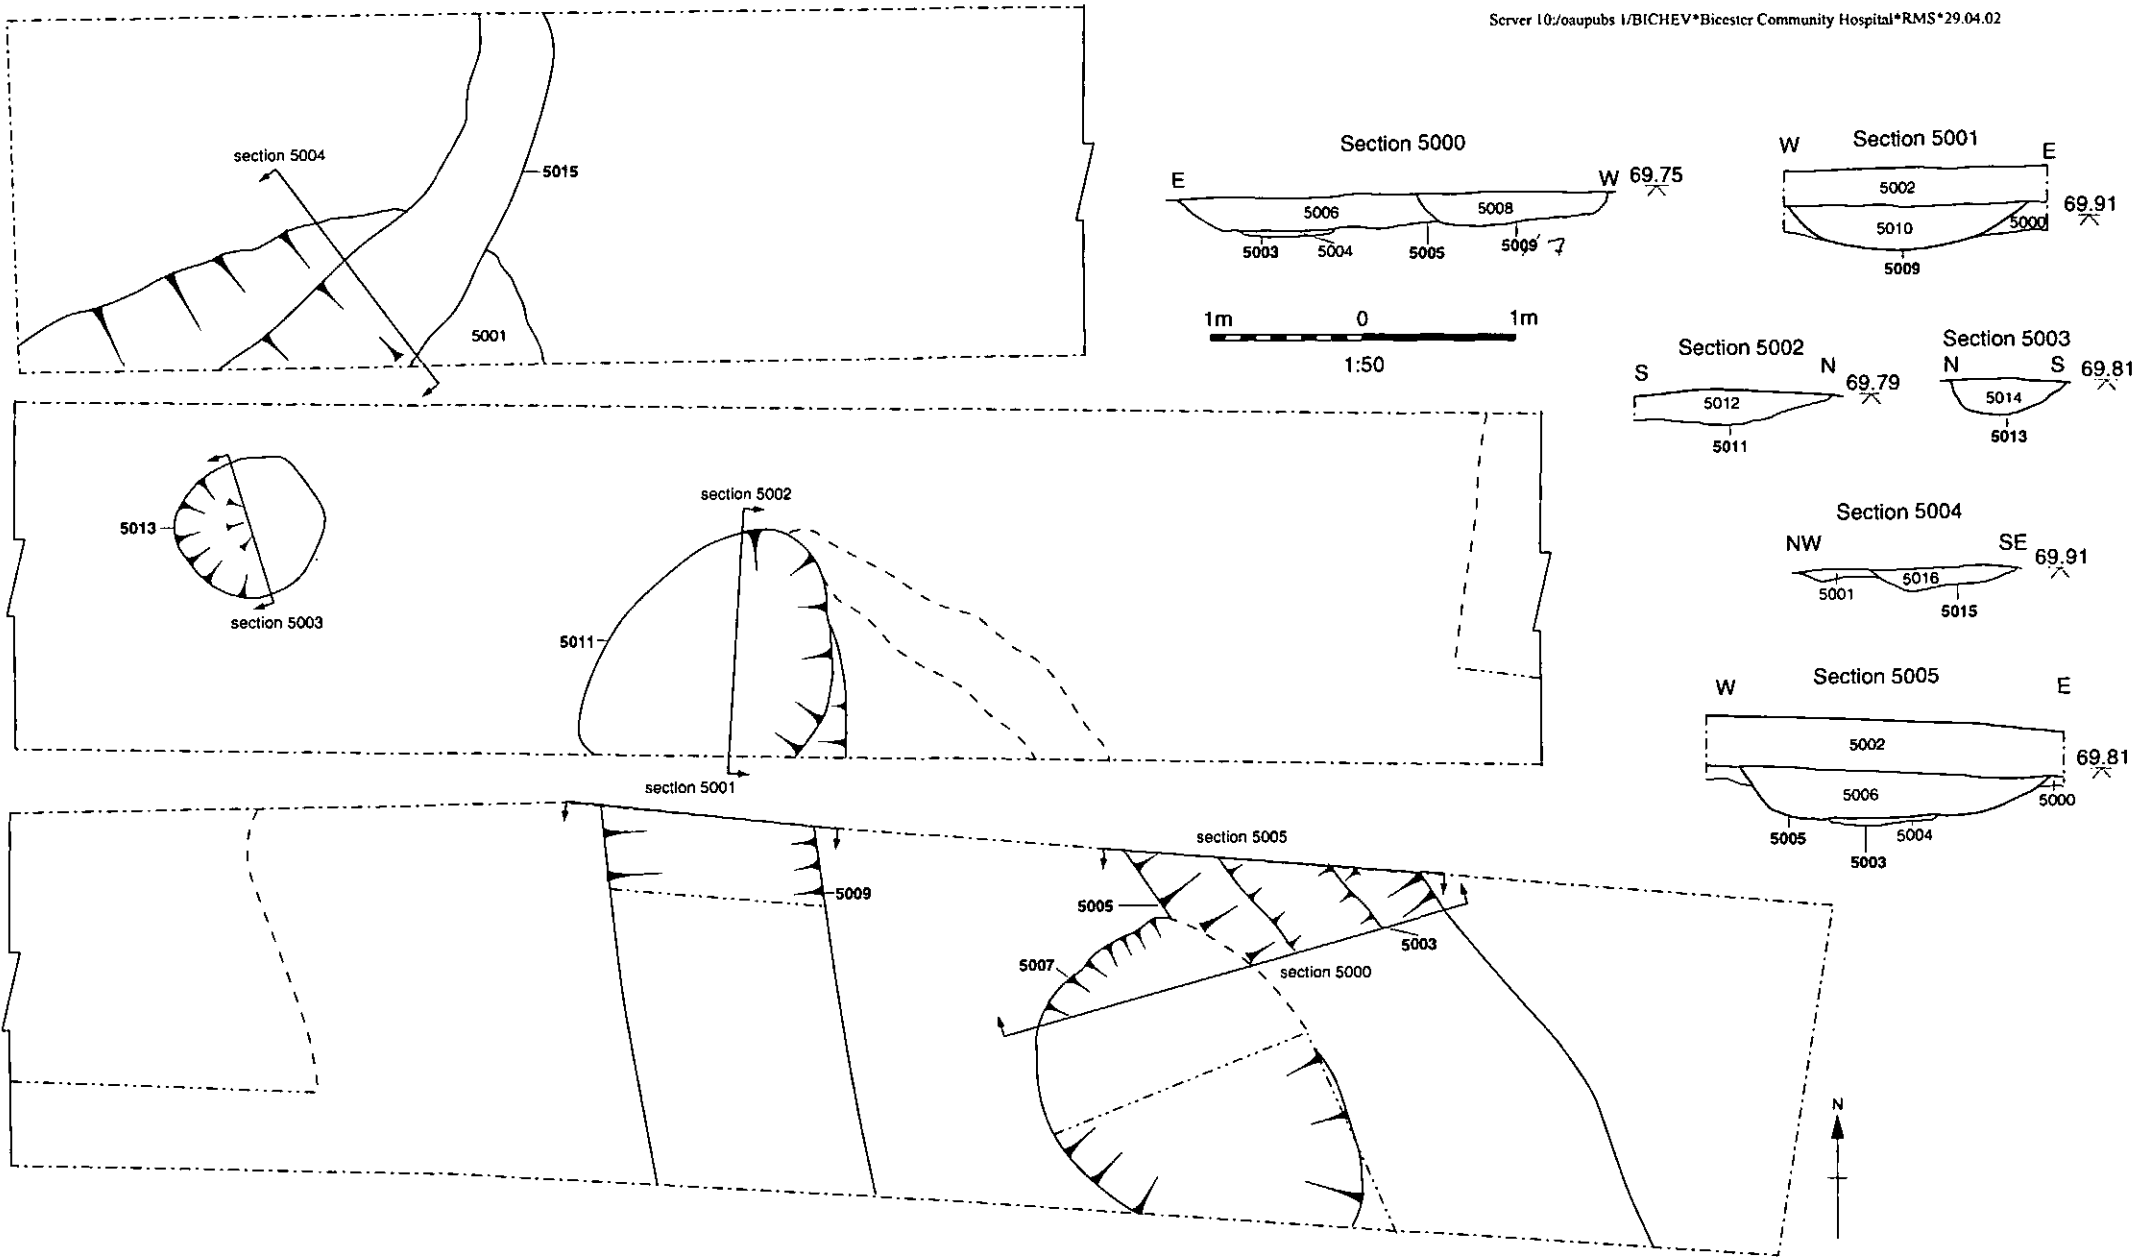 Server 10:/oaupubs 1/BICHEV*Bicester Community Hospital*RMS*29.04.02
section 5004
5015
5001
Section 5000
E
W 69.75
5006
5008
5003
5004
5005
5009 7
Section 5001
W
E
5002
69.91
5010
5000
5009
1m 0 1m
1:50
Section 5002
S
N 69.79
5012
5011
Section 5003
N S 69.81
5014
5013
Section 5004
NW
SE 69.91
5016
5001
5015
Section 5005
W
E
5002
69.81
5006
5000
5005
5004
5003
5013
section 5003
section 5002
5011
section 5001
section 5005
5009
5005
5003
5007
section 5000
N